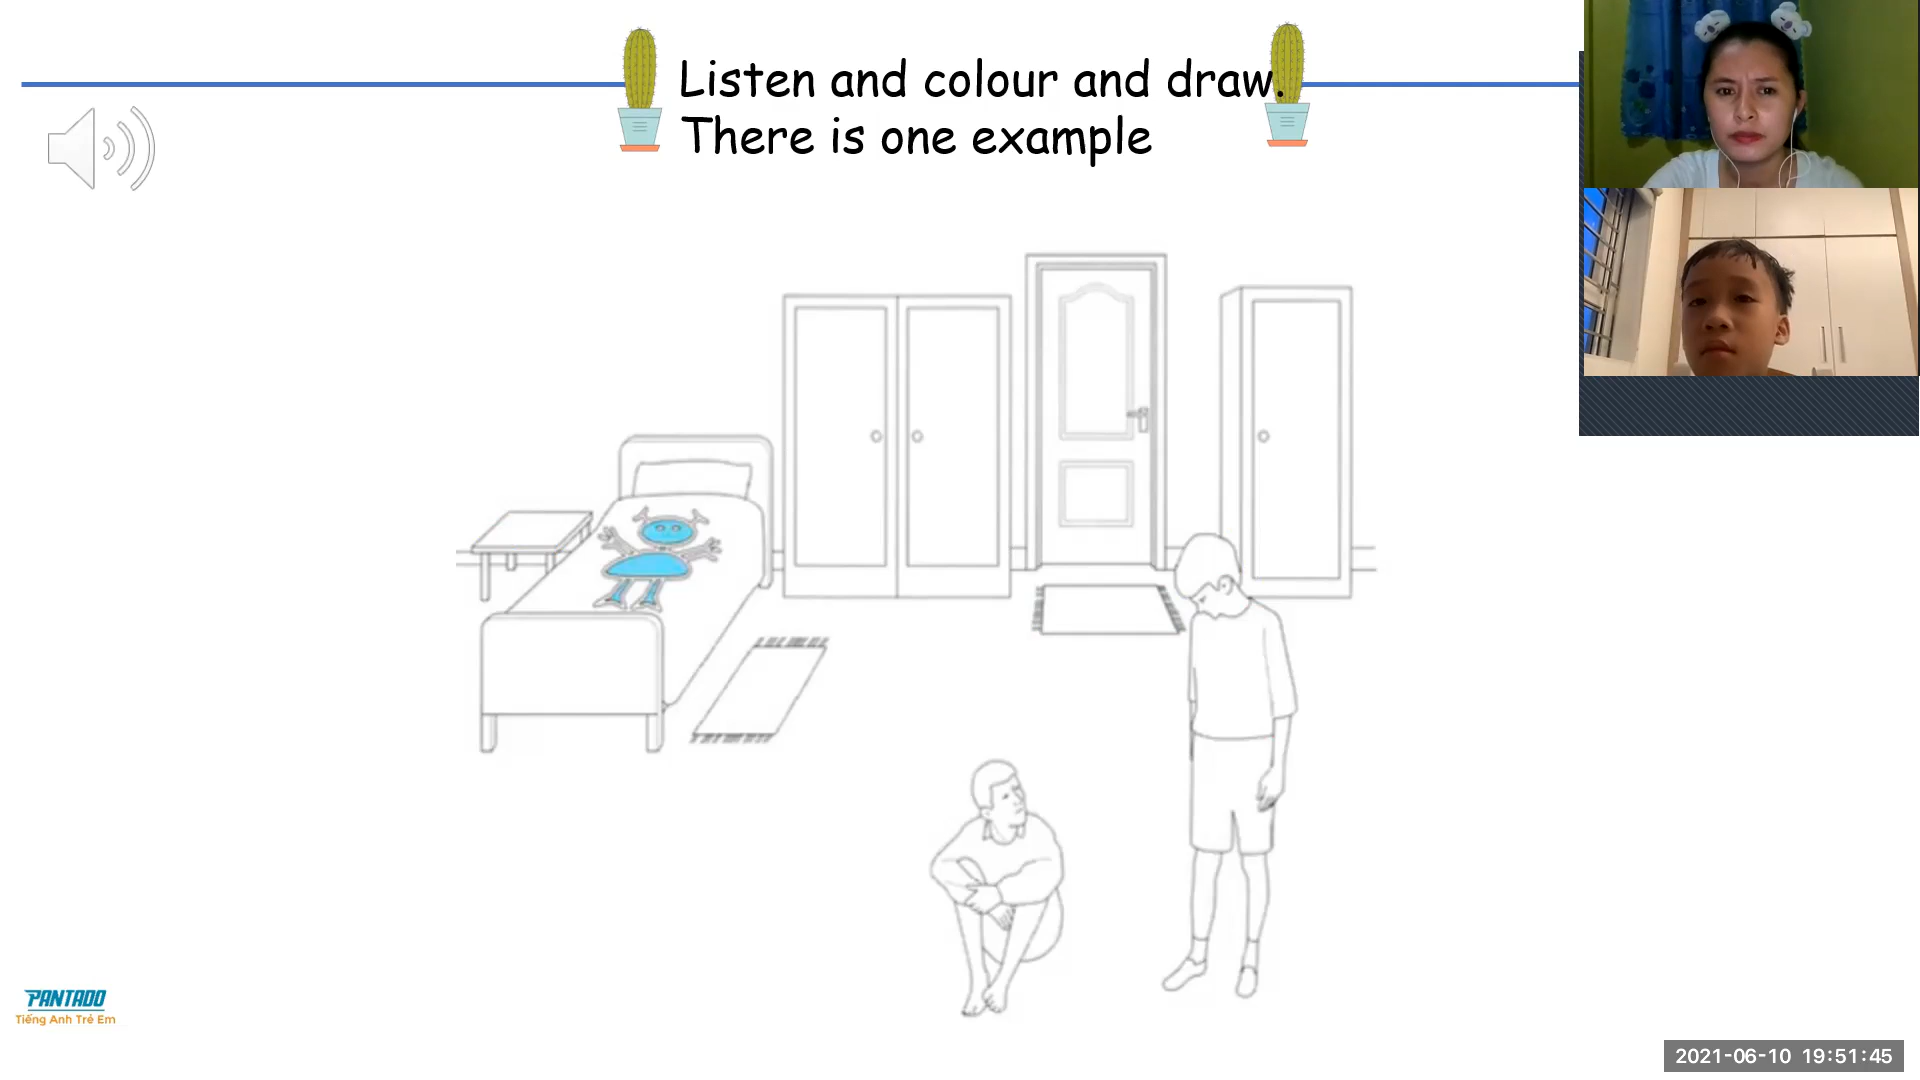 Listen and colour and draw.
There is one example
PANTADO
Tiếng Anh Trẻ Em
2021-06-10 19:51:45